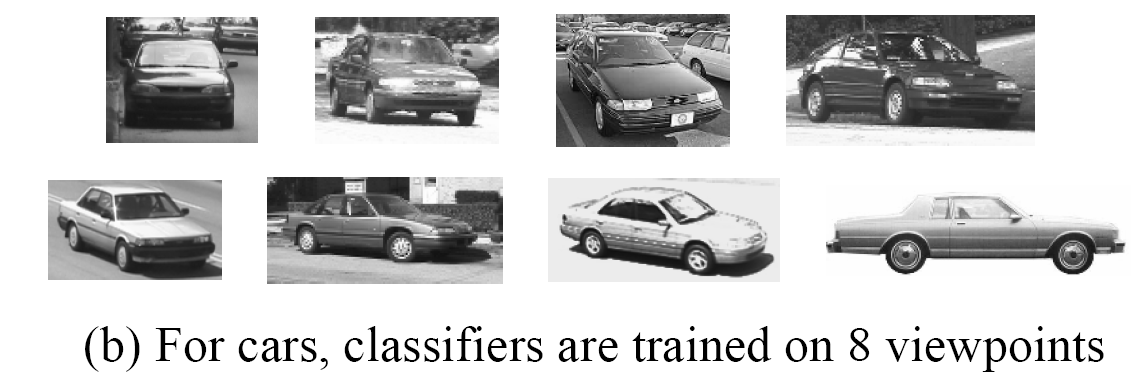 (b) For cars, classifiers are trained on 8 viewpoints